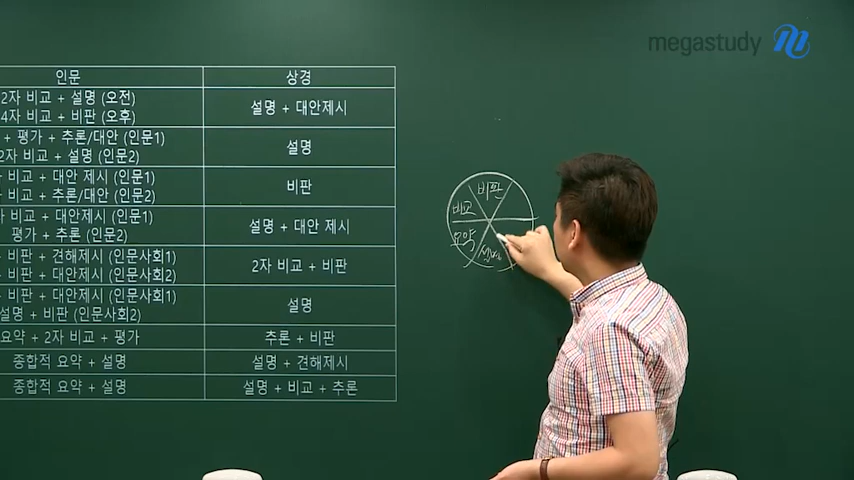 megastudy
인문 상경
2자 비교 + 설명 (오전)
4자 비교 + 비판 (오후)
설명 + 대안제시
+ 평가 + 추론/대안 (인문1)
2자 비교 + 설명 (인문2)
설명
비교 + 대안 제시 (인문1)
비교 + 추론/대안 (인문2)
비판
비교 + 대안제시 (인문1)
평가 + 추론 (인문2)
설명 + 대안 제시
비판 + 견해제시 (인문사회1)
비판 + 대안제시 (인문사회2)
2자 비교 + 비판
비판 + 대안제시 (인문사회1)
설명 + 비판 (인문사회2)
설명
요약 + 2자 비교 + 평가
추론 + 비판
종합적 요약 + 설명
설명 + 견해제시
종합적 요약 + 설명
설명 + 비교 + 추론
비판
비교
요약